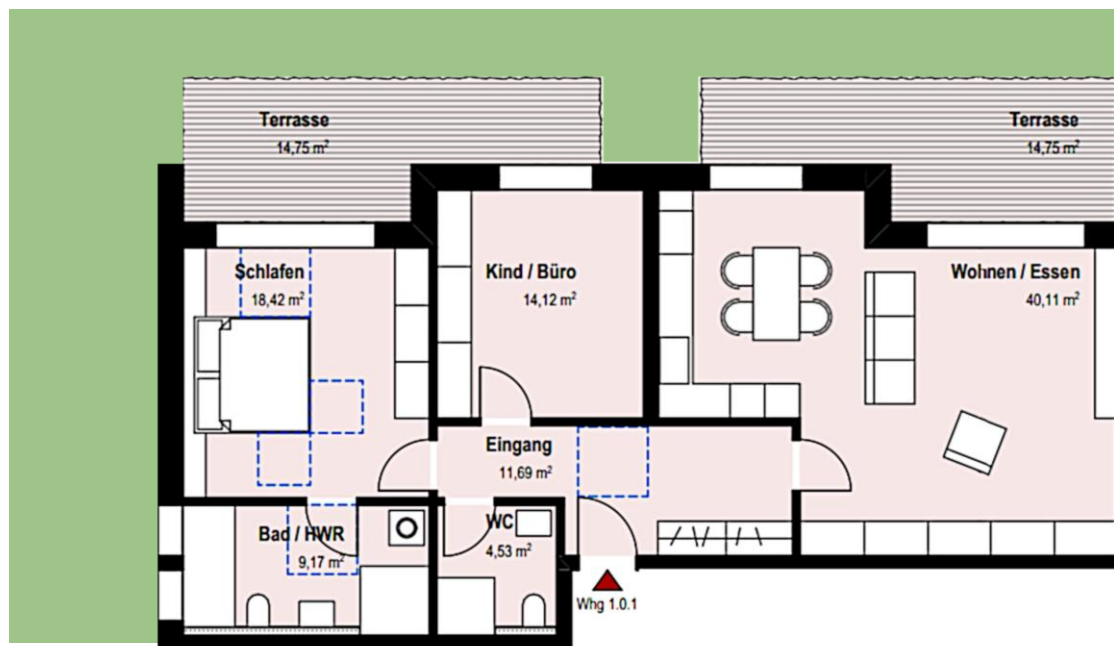 Terrasse
14,75 m²
Terrasse
14,75 m²
Schlafen
18,42 m²
Kind / Büro
14,12 m²
Wohnen / Essen
40,11 m²
Eingang
11,69 m²
Bad / HWR
9,17 m²
WC
4,53 m²
Whg 1.0.1